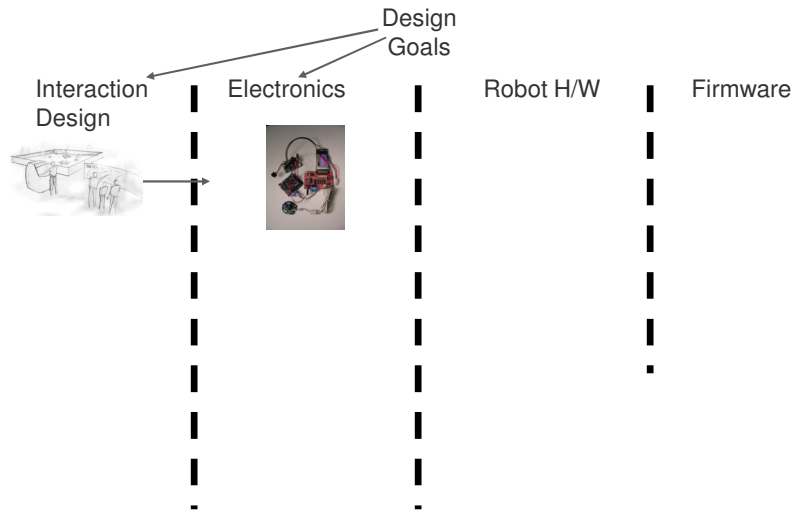 Design
Goals
Interaction
Design
Electronics
Robot H/W
Firmware